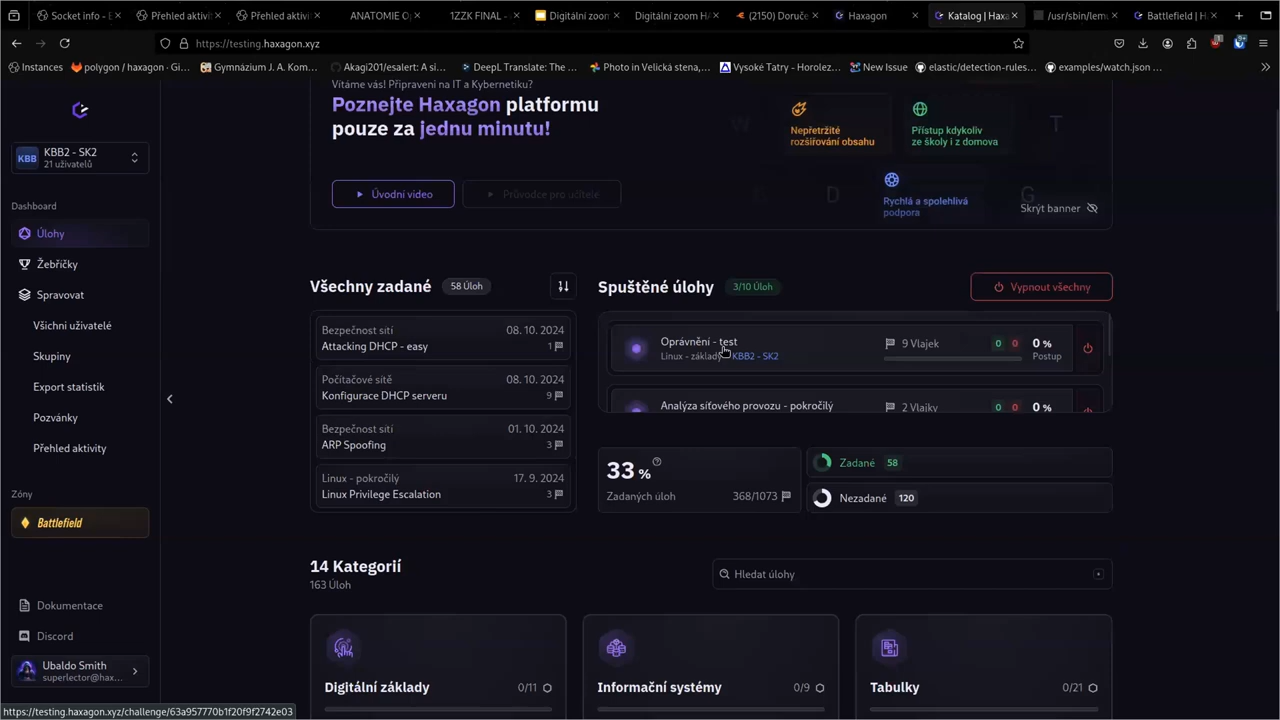 Socket info - E
Přehled aktivi
Přehled aktivi
ANATOMIE O
1ZZK FINAL -
Digitální zoom
Digitální zoom HA
(2150) Doruče
Haxagon
Katalog | Haxa
/usr/sbin/lem
Battlefield | H
https://testing.haxagon.xyz
Instances
polygon / haxagon · Gi...
Gymnázium J. A. Kom...
Akagi201/esalert: A si...
DeepL Translate: The ...
Photo in Velická stena,...
Vysoké Tatry - Horolez...
New Issue
elastic/detection-rules...
examples/watch.json ...
KBB
KBB2 - SK2
21 uživatelů
Dashboard
Úlohy
Žebříčky
Spravovat
Všichni uživatelé
Skupiny
Export statistik
Pozvánky
Přehled aktivity
Zóny
Battlefield
Dokumentace
Discord
Ubaldo Smith
superlector@hax...
https://testing.haxagon.xyz/challenge/63a957770b1f20f9f2742e03
Vítáme vás! Připraveni na IT a Kybernetiku?
Poznejte Haxagon platformu
pouze za jednu minutu!
Úvodní video
Průvodce pro učitelé
Nepřetržité
rozšiřování obsahu
Přístup kdykoliv
ze školy i z domova
Rychlá a spolehlivá
podpora
W
T
D
G
Skrýt banner
Všechny zadané
58 Úloh
Bezpečnost sítí
08. 10. 2024
Attacking DHCP - easy
1
Počítačové sítě
08. 10. 2024
Konfigurace DHCP serveru
9
Bezpečnost sítí
01. 10. 2024
ARP Spoofing
3
Linux - pokročilý
17. 9. 2024
Linux Privilege Escalation
3
Spuštěné úlohy
3/10 Úloh
Vypnout všechny
Oprávnění - test
Linux - základy
KBB2 - SK2
9 Vlajek
0
0
0 %
Postup
Analýza síťového provozu - pokročilý
2 Vlajky
0
0
0 %
33 %
Zadaných úloh
368/1073
Zadané 58
Nezadané 120
14 Kategorií
163 Úloh
Hledat úlohy
Digitální základy
0/11
Informační systémy
0/9
Tabulky
0/21